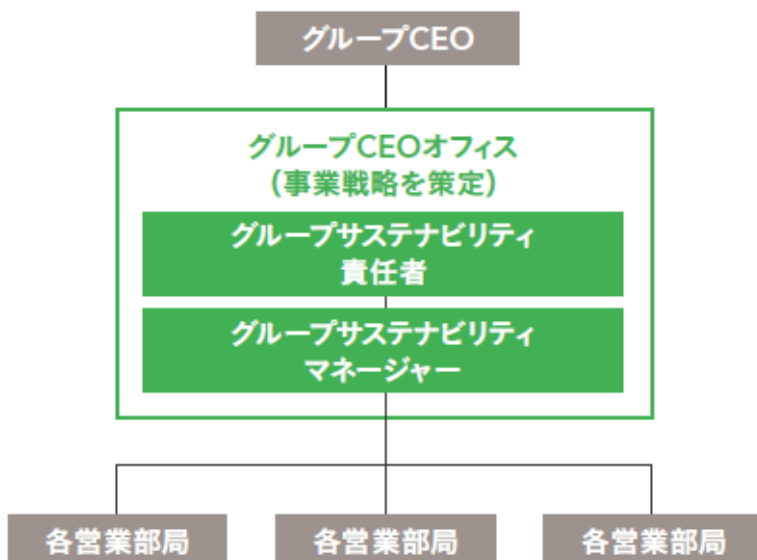 グループCEO
グループCEOオフィス
(事業戦略を策定)
グループサステナビリティ
責任者
グループサステナビリティ
マネージャー
各営業部局
各営業部局
各営業部局